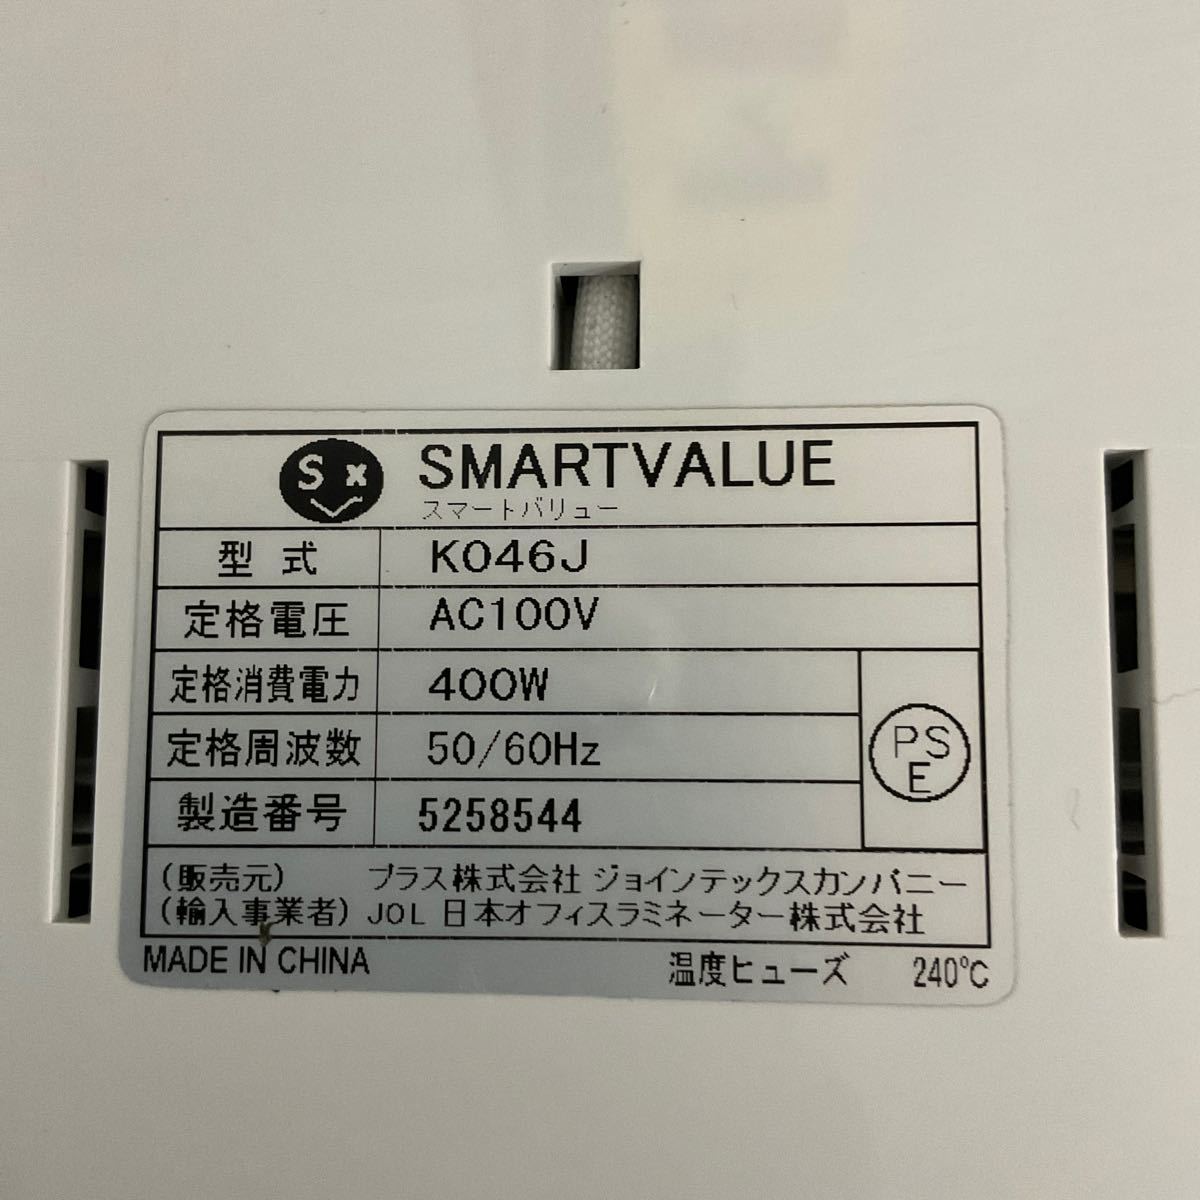 Sx SMARTVALUE
スマートバリュー
型式 K046J
定格電圧 AC100V
定格消費電力 400W
定格周波数 50/60Hz
製造番号 5258544
PS
E
(販売元) プラス株式会社 ジョインテックスカンパニー
(輸入事業者) JOL 日本オフィスラミネーター株式会社
MADE IN CHINA 温度ヒューズ 240℃